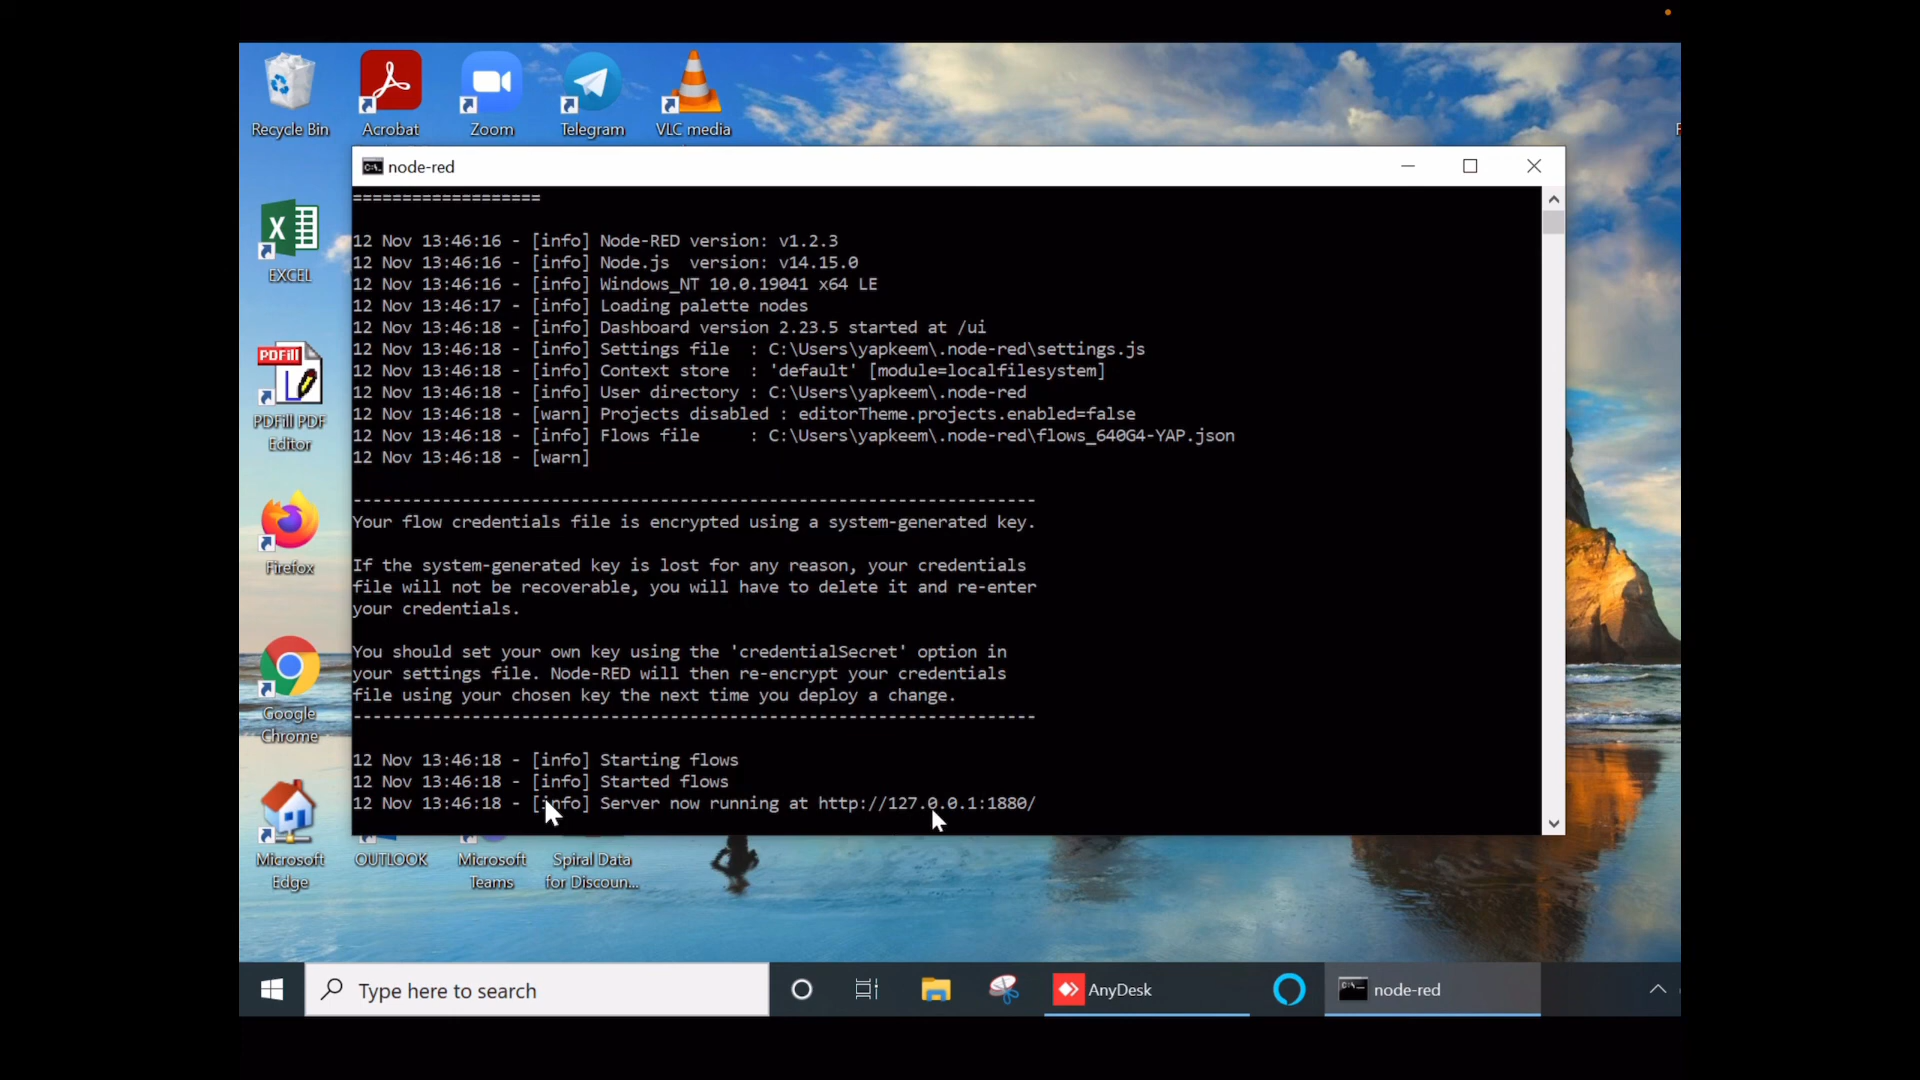 Recycle Bin
Acrobat
Zoom
Telegram
VLC media
node-red
===================
12 Nov 13:46:16 - [info] Node-RED version: v1.2.3
12 Nov 13:46:16 - [info] Node.js  version: v14.15.0
12 Nov 13:46:16 - [info] Windows_NT 10.0.19041 x64 LE
12 Nov 13:46:17 - [info] Loading palette nodes
12 Nov 13:46:18 - [info] Dashboard version 2.23.5 started at /ui
12 Nov 13:46:18 - [info] Settings file  : C:\Users\yapkeem\.node-red\settings.js
12 Nov 13:46:18 - [info] Context store  : 'default' [module=localfilesystem]
12 Nov 13:46:18 - [info] User directory : C:\Users\yapkeem\.node-red
12 Nov 13:46:18 - [warn] Projects disabled : editorTheme.projects.enabled=false
12 Nov 13:46:18 - [info] Flows file     : C:\Users\yapkeem\.node-red\flows_640G4-YAP.json
12 Nov 13:46:18 - [warn]
---------------------------------------------------------------------
Your flow credentials file is encrypted using a system-generated key.
If the system-generated key is lost for any reason, your credentials
file will not be recoverable, you will have to delete it and re-enter
your credentials.
You should set your own key using the 'credentialSecret' option in
your settings file. Node-RED will then re-encrypt your credentials
file using your chosen key the next time you deploy a change.
---------------------------------------------------------------------
12 Nov 13:46:18 - [info] Starting flows
12 Nov 13:46:18 - [info] Started flows
12 Nov 13:46:18 - [info] Server now running at http://127.0.0.1:1880/
EXCEL
PDFill
PDFill PDF
Editor
Firefox
Google
Chrome
Microsoft
Edge
OUTLOOK
Microsoft
Teams
Spiral Data
for Discoun...
Type here to search
AnyDesk
node-red